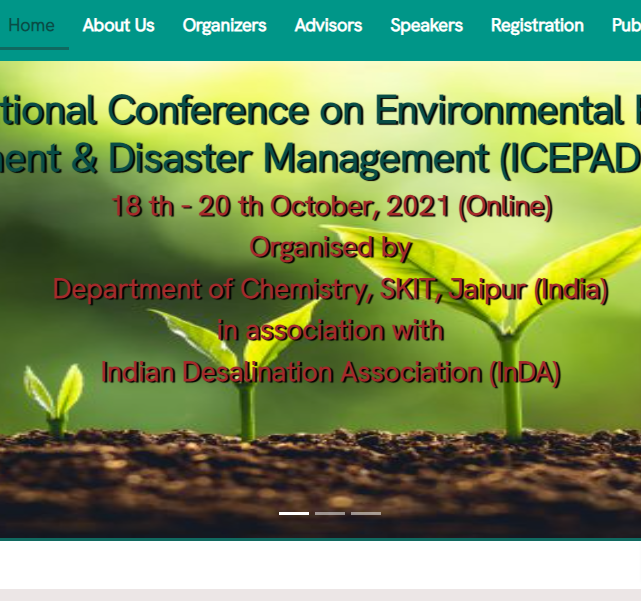 Home About Us Organizers Advisors Speakers Registration Pub
tional Conference on Environmental
ent & Disaster Management (ICEPAD
18 th - 20 th October, 2021 (Online)
Organised by
Department of Chemistry, SKIT, Jaipur (India)
in association with
Indian Desalination Association (InDA)